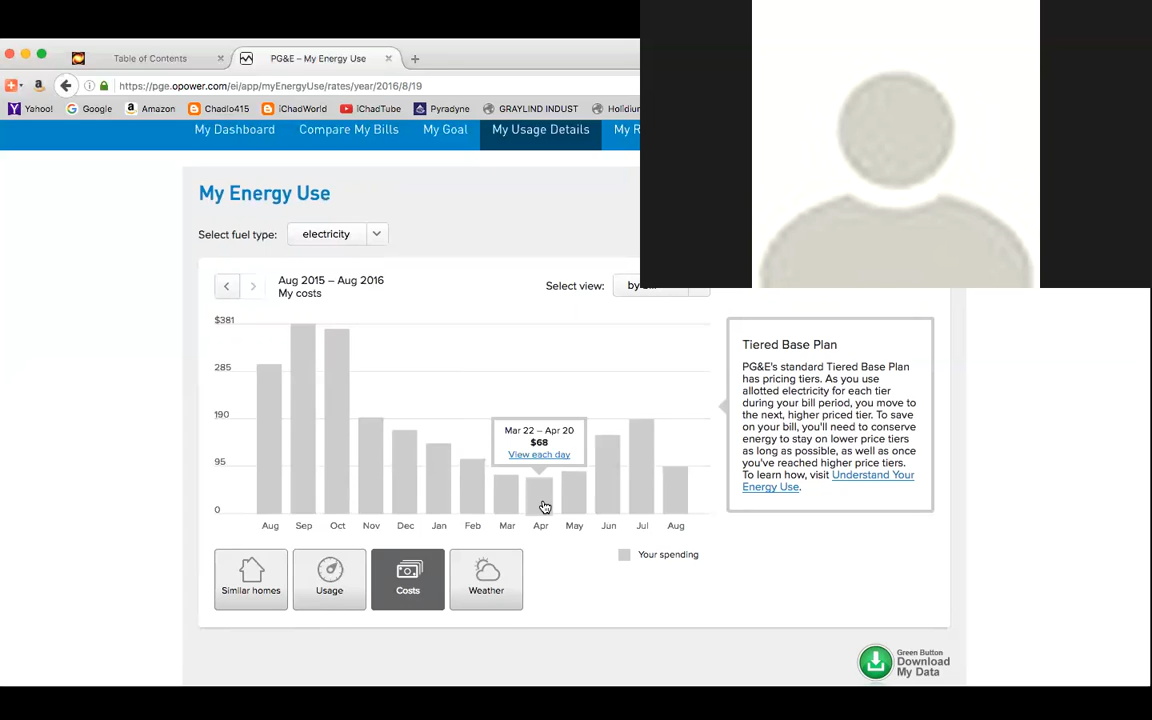 Table of Contents
PG&E – My Energy Use
https://pge.opower.com/ei/app/myEnergyUse/rates/year/2016/8/19
Yahoo!
Google
Amazon
Chadlo415
iChadWorld
iChadTube
Pyradyne
GRAYLIND INDUST
My Dashboard
Compare My Bills
My Goal
My Usage Details
My R
My Energy Use
Select fuel type:
electricity
Aug 2015 – Aug 2016
My costs
Select view:
$381
285
190
95
0
Mar 22 – Apr 20
$68
View each day
Aug Sep Oct Nov Dec Jan Feb Mar Apr May Jun Jul Aug
Your spending
Similar homes
Usage
Costs
Weather
Tiered Base Plan
PG&E's standard Tiered Base Plan
has pricing tiers. As you use
allotted electricity for each tier
during your bill period, you move to
the next, higher priced tier. To save
on your bill, you'll need to conserve
energy to stay on lower price tiers
as long as possible, as well as once
you've reached higher price tiers.
To learn how, visit Understand Your
Energy Use.
Green Button
Download
My Data